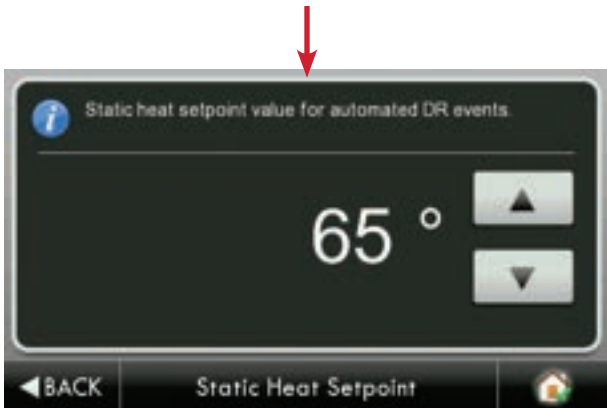 Static heat setpoint value for automated DR events.
65 °
◀BACK Static Heat Setpoint